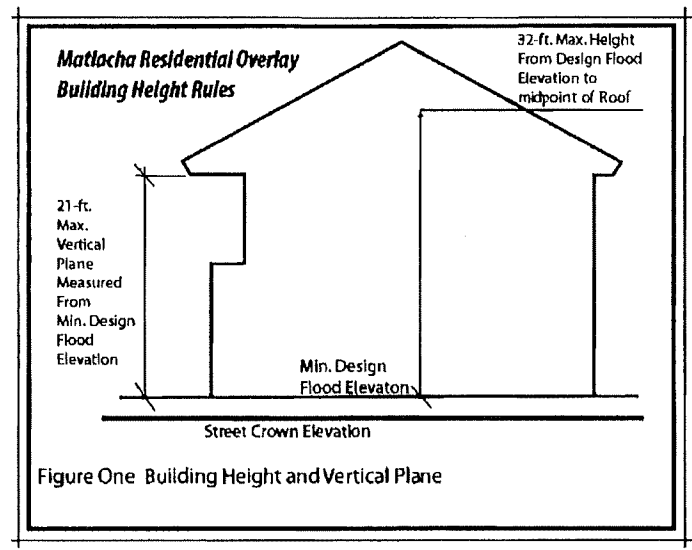 Matlacha Residential Overlay
Building Height Rules
32-ft. Max. Height
From Design Flood
Elevation to
midpoint of Roof
21-ft.
Max.
Vertical
Plane
Measured
From
Min. Design
Flood
Elevation
Min. Design
Flood Elevaton
Street Crown Elevation
Figure One Building Height and Vertical Plane